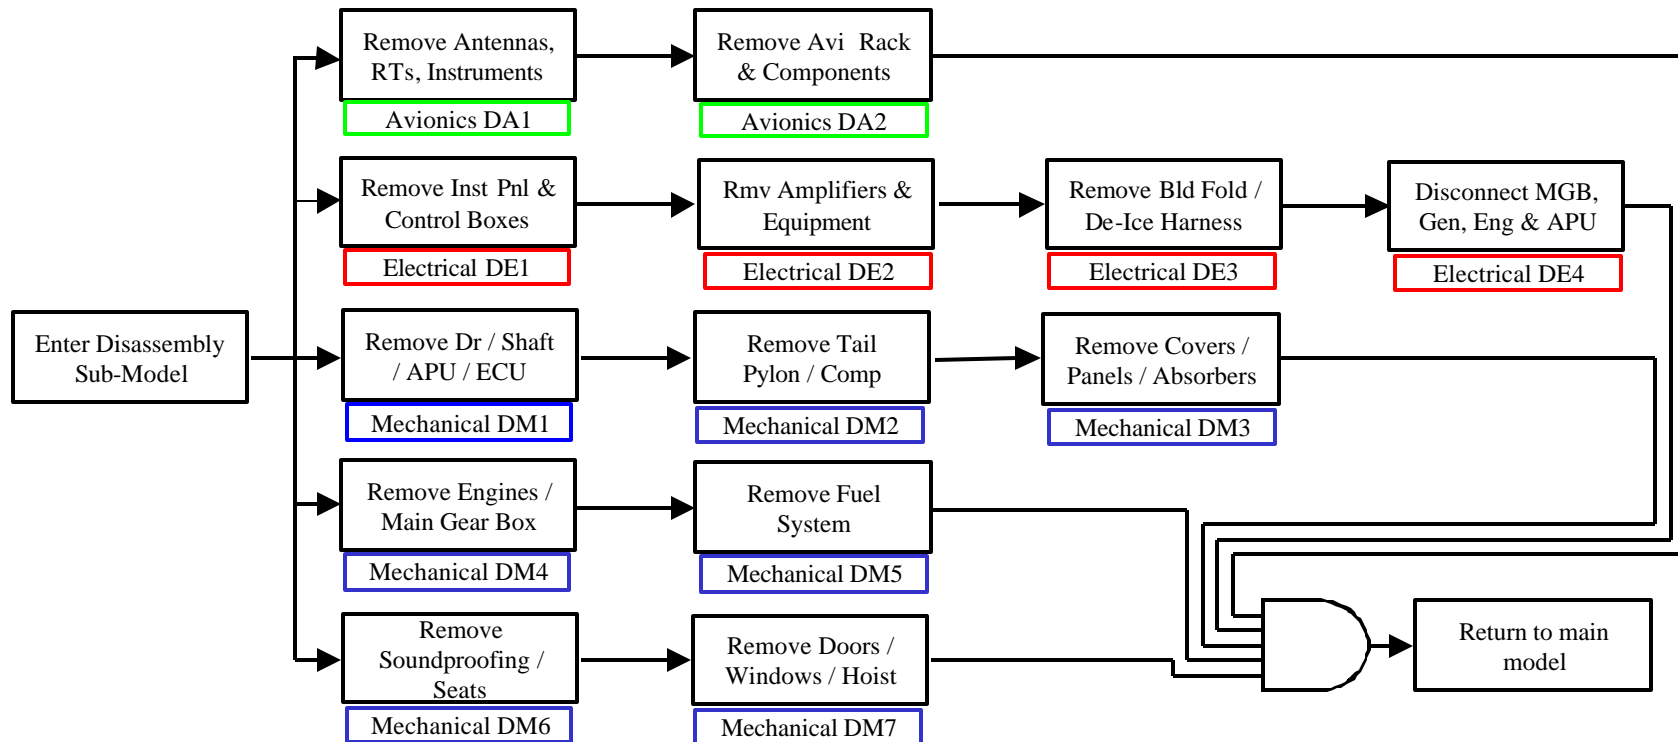 Remove Antennas,
RTs, Instruments
Avionics DA1
Remove Avi Rack
& Components
Avionics DA2
Remove Inst Pnl &
Control Boxes
Electrical DE1
Rmv Amplifiers &
Equipment
Electrical DE2
Remove Bld Fold /
De-Ice Harness
Electrical DE3
Disconnect MGB,
Gen, Eng & APU
Electrical DE4
Enter Disassembly
Sub-Model
Remove Dr / Shaft
/ APU / ECU
Mechanical DM1
Remove Tail
Pylon / Comp
Mechanical DM2
Remove Covers /
Panels / Absorbers
Mechanical DM3
Remove Engines /
Main Gear Box
Mechanical DM4
Remove Fuel
System
Mechanical DM5
Remove
Soundproofing /
Seats
Mechanical DM6
Remove Doors /
Windows / Hoist
Mechanical DM7
Return to main
model